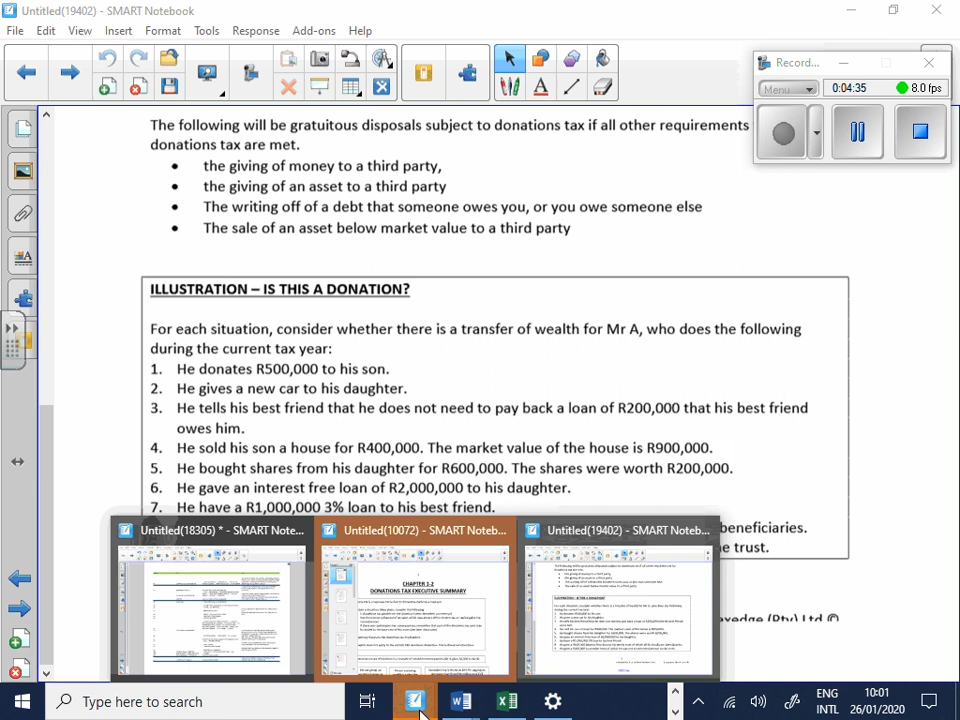 Untitled(19402) - SMART Notebook
File Edit View Insert Format Tools Response Add-ons Help
Record...
Menu 0:04:35 8.0 fps
The following will be gratuitous disposals subject to donations tax if all other requirements
donations tax are met.
• the giving of money to a third party,
• the giving of an asset to a third party
• The writing off of a debt that someone owes you, or you owe someone else
• The sale of an asset below market value to a third party
ILLUSTRATION – IS THIS A DONATION?
For each situation, consider whether there is a transfer of wealth for Mr A, who does the following
during the current tax year:
1. He donates R500,000 to his son.
2. He gives a new car to his daughter.
3. He tells his best friend that he does not need to pay back a loan of R200,000 that his best friend
owes him.
4. He sold his son a house for R400,000. The market value of the house is R900,000.
5. He bought shares from his daughter for R600,000. The shares were worth R200,000.
6. He gave an interest free loan of R2,000,000 to his daughter.
7. He have a R1,000,000 3% loan to his best friend.
beneficiaries.
the trust.
Untitled(18305) * - SMART Note...
Untitled(10072) - SMART Noteb...
Untitled(19402) - SMART Noteb...
CHAPTER 1-2
DONATIONS TAX EXECUTIVE SUMMARY
(Pty) Ltd ©
Type here to search
ENG
INTL
10:01
26/01/2020